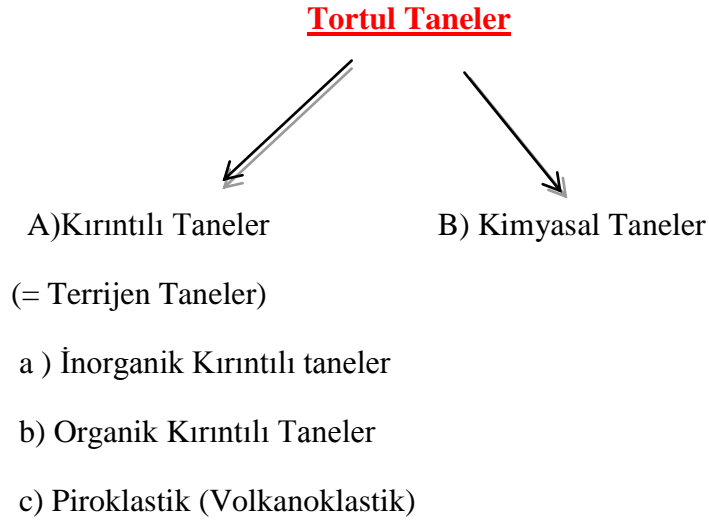 Tortul Taneler
A)Kırıntılı Taneler B) Kimyasal Taneler
(= Terrijen Taneler)
a ) İnorganik Kırıntılı taneler
b) Organik Kırıntılı Taneler
c) Piroklastik (Volkanoklastik)